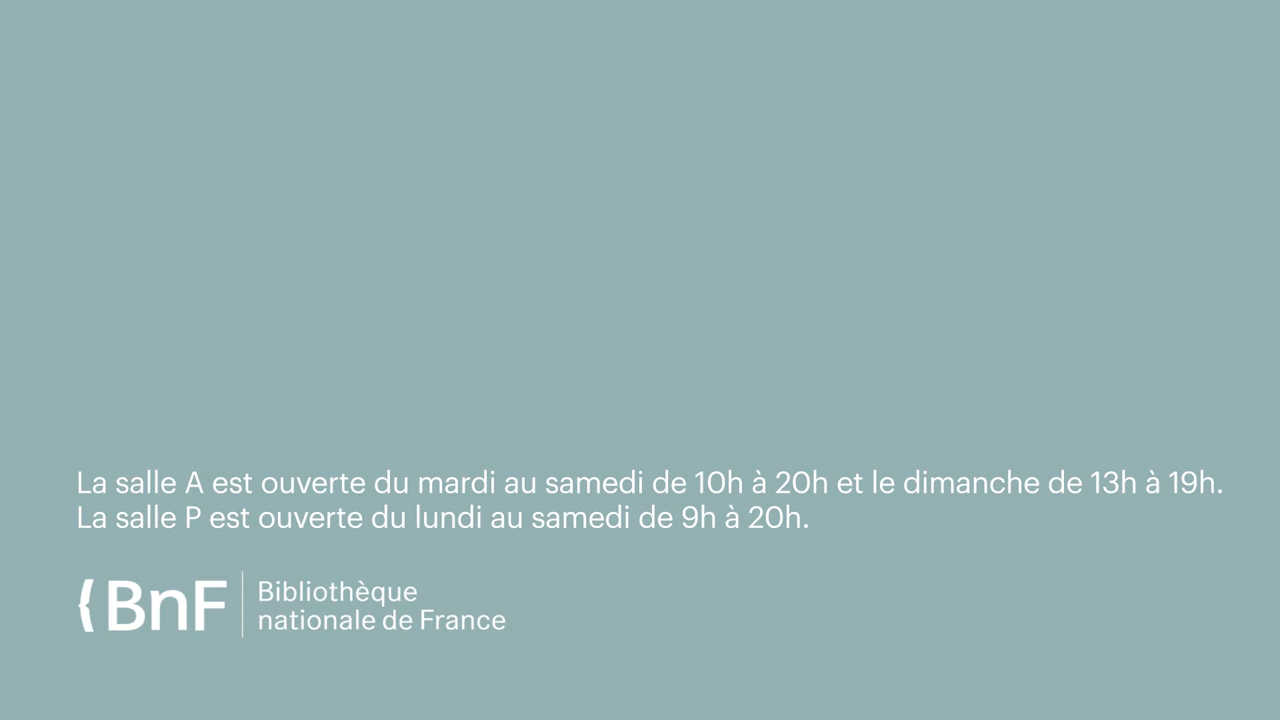 La salle A est ouverte du mardi au samedi de 10h à 20h et le dimanche de 13h à 19h.
La salle P est ouverte du lundi au samedi de 9h à 20h.
BnF
Bibliothèque
nationale de France